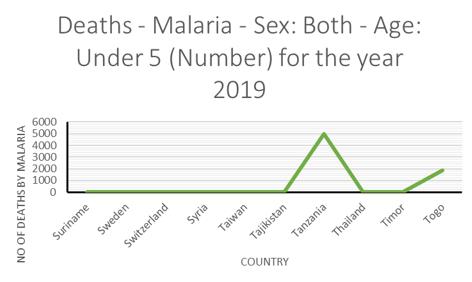 Deaths - Malaria - Sex: Both - Age:
Under 5 (Number) for the year
2019
6000
5000
4000
3000
2000
1000
0
NO OF DEATHS BY MALARIA
Suriname
Sweden
Switzerland
Syria
Taiwan
Tajikistan
Tanzania
Thailand
Timor
Togo
COUNTRY